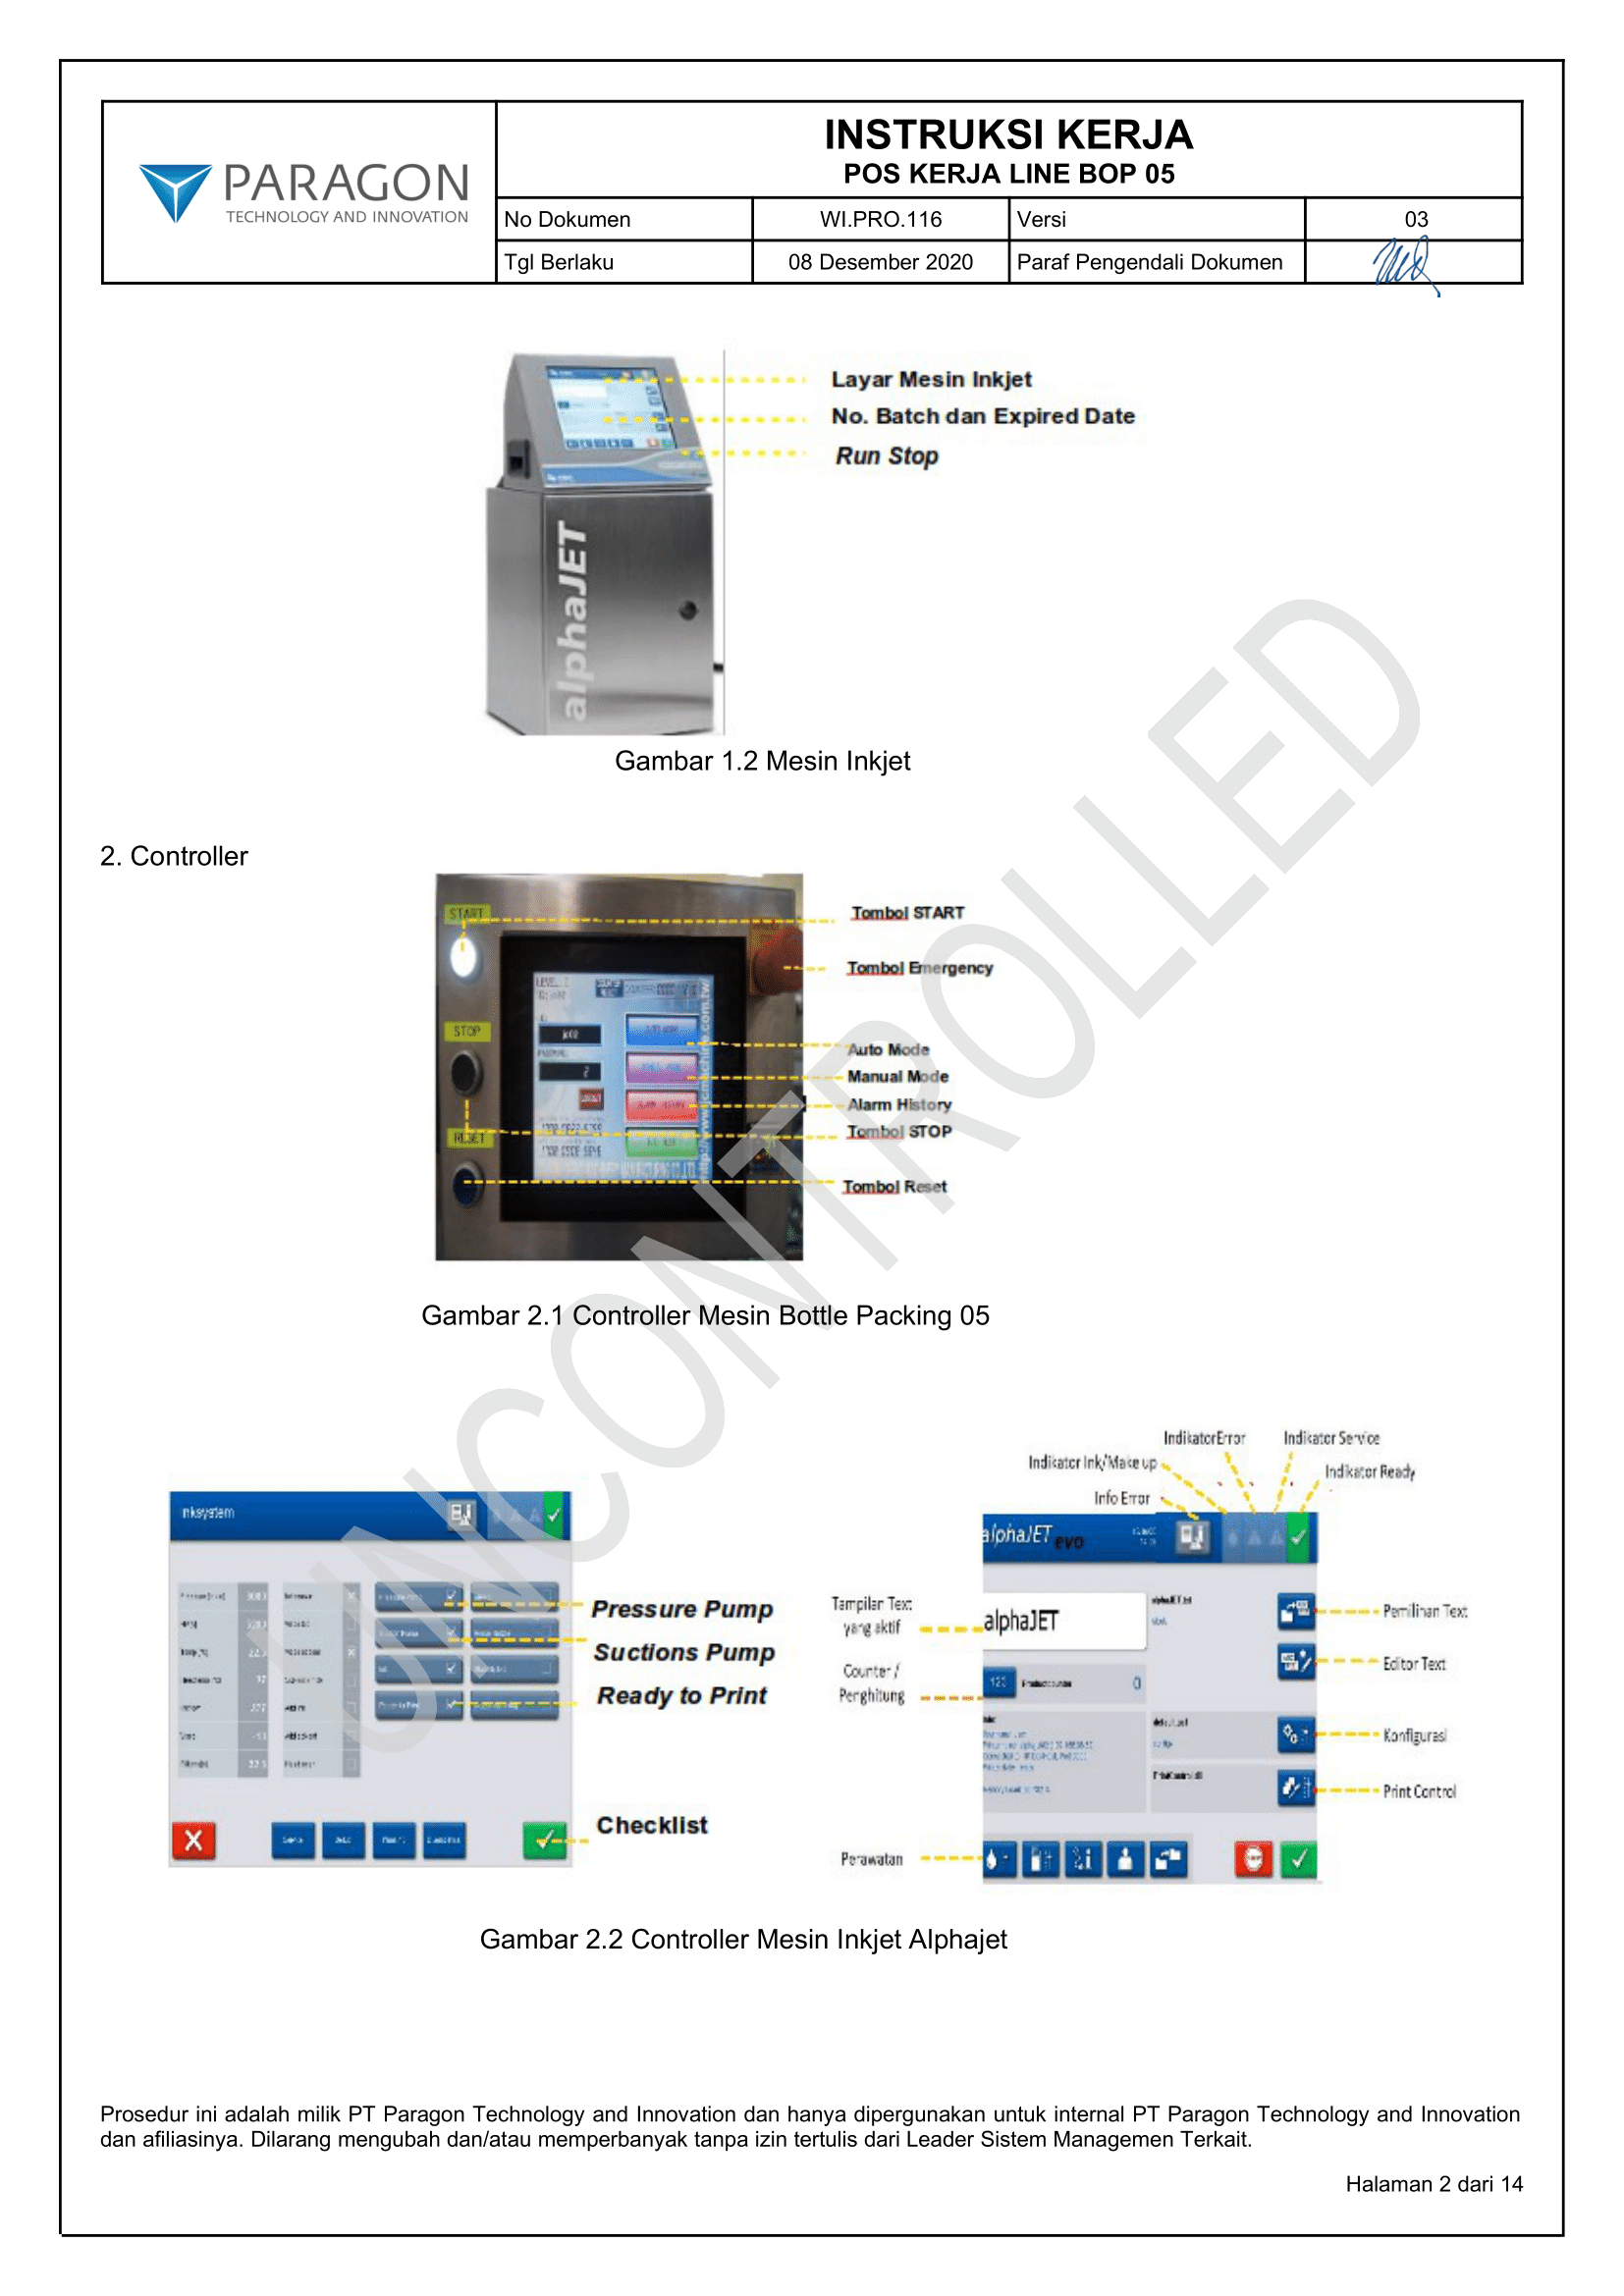 PARAGON
TECHNOLOGY AND INNOVATION
INSTRUKSI KERJA
POS KERJA LINE BOP 05
No Dokumen WI.PRO.116 Versi 03
Tgl Berlaku 08 Desember 2020 Paraf Pengendali Dokumen
Layar Mesin Inkjet
No. Batch dan Expired Date
Run Stop
alphaJET
Gambar 1.2 Mesin Inkjet
2. Controller
START
STOP
RESET
Tombol START
Tombol Emergency
Auto Mode
Manual Mode
Alarm History
Tombol STOP
Tombol Reset
Gambar 2.1 Controller Mesin Bottle Packing 05
IndikatorError
Indikator Service
Indikator Ink/Make up
Indikator Ready
Info Error
nksystem
Pressure Pump
Suctions Pump
Ready to Print
Checklist
alphaJET evo
alphaJET
Tampilan Text
yang aktif
Counter /
Penghitung
123
Product counter 0
Perawatan
Pemilihan Text
Editor Text
Konfigurasi
Print Control
Gambar 2.2 Controller Mesin Inkjet Alphajet
UNCONTROLLED
Prosedur ini adalah milik PT Paragon Technology and Innovation dan hanya dipergunakan untuk internal PT Paragon Technology and Innovation
dan afiliasinya. Dilarang mengubah dan/atau memperbanyak tanpa izin tertulis dari Leader Sistem Managemen Terkait.
Halaman 2 dari 14